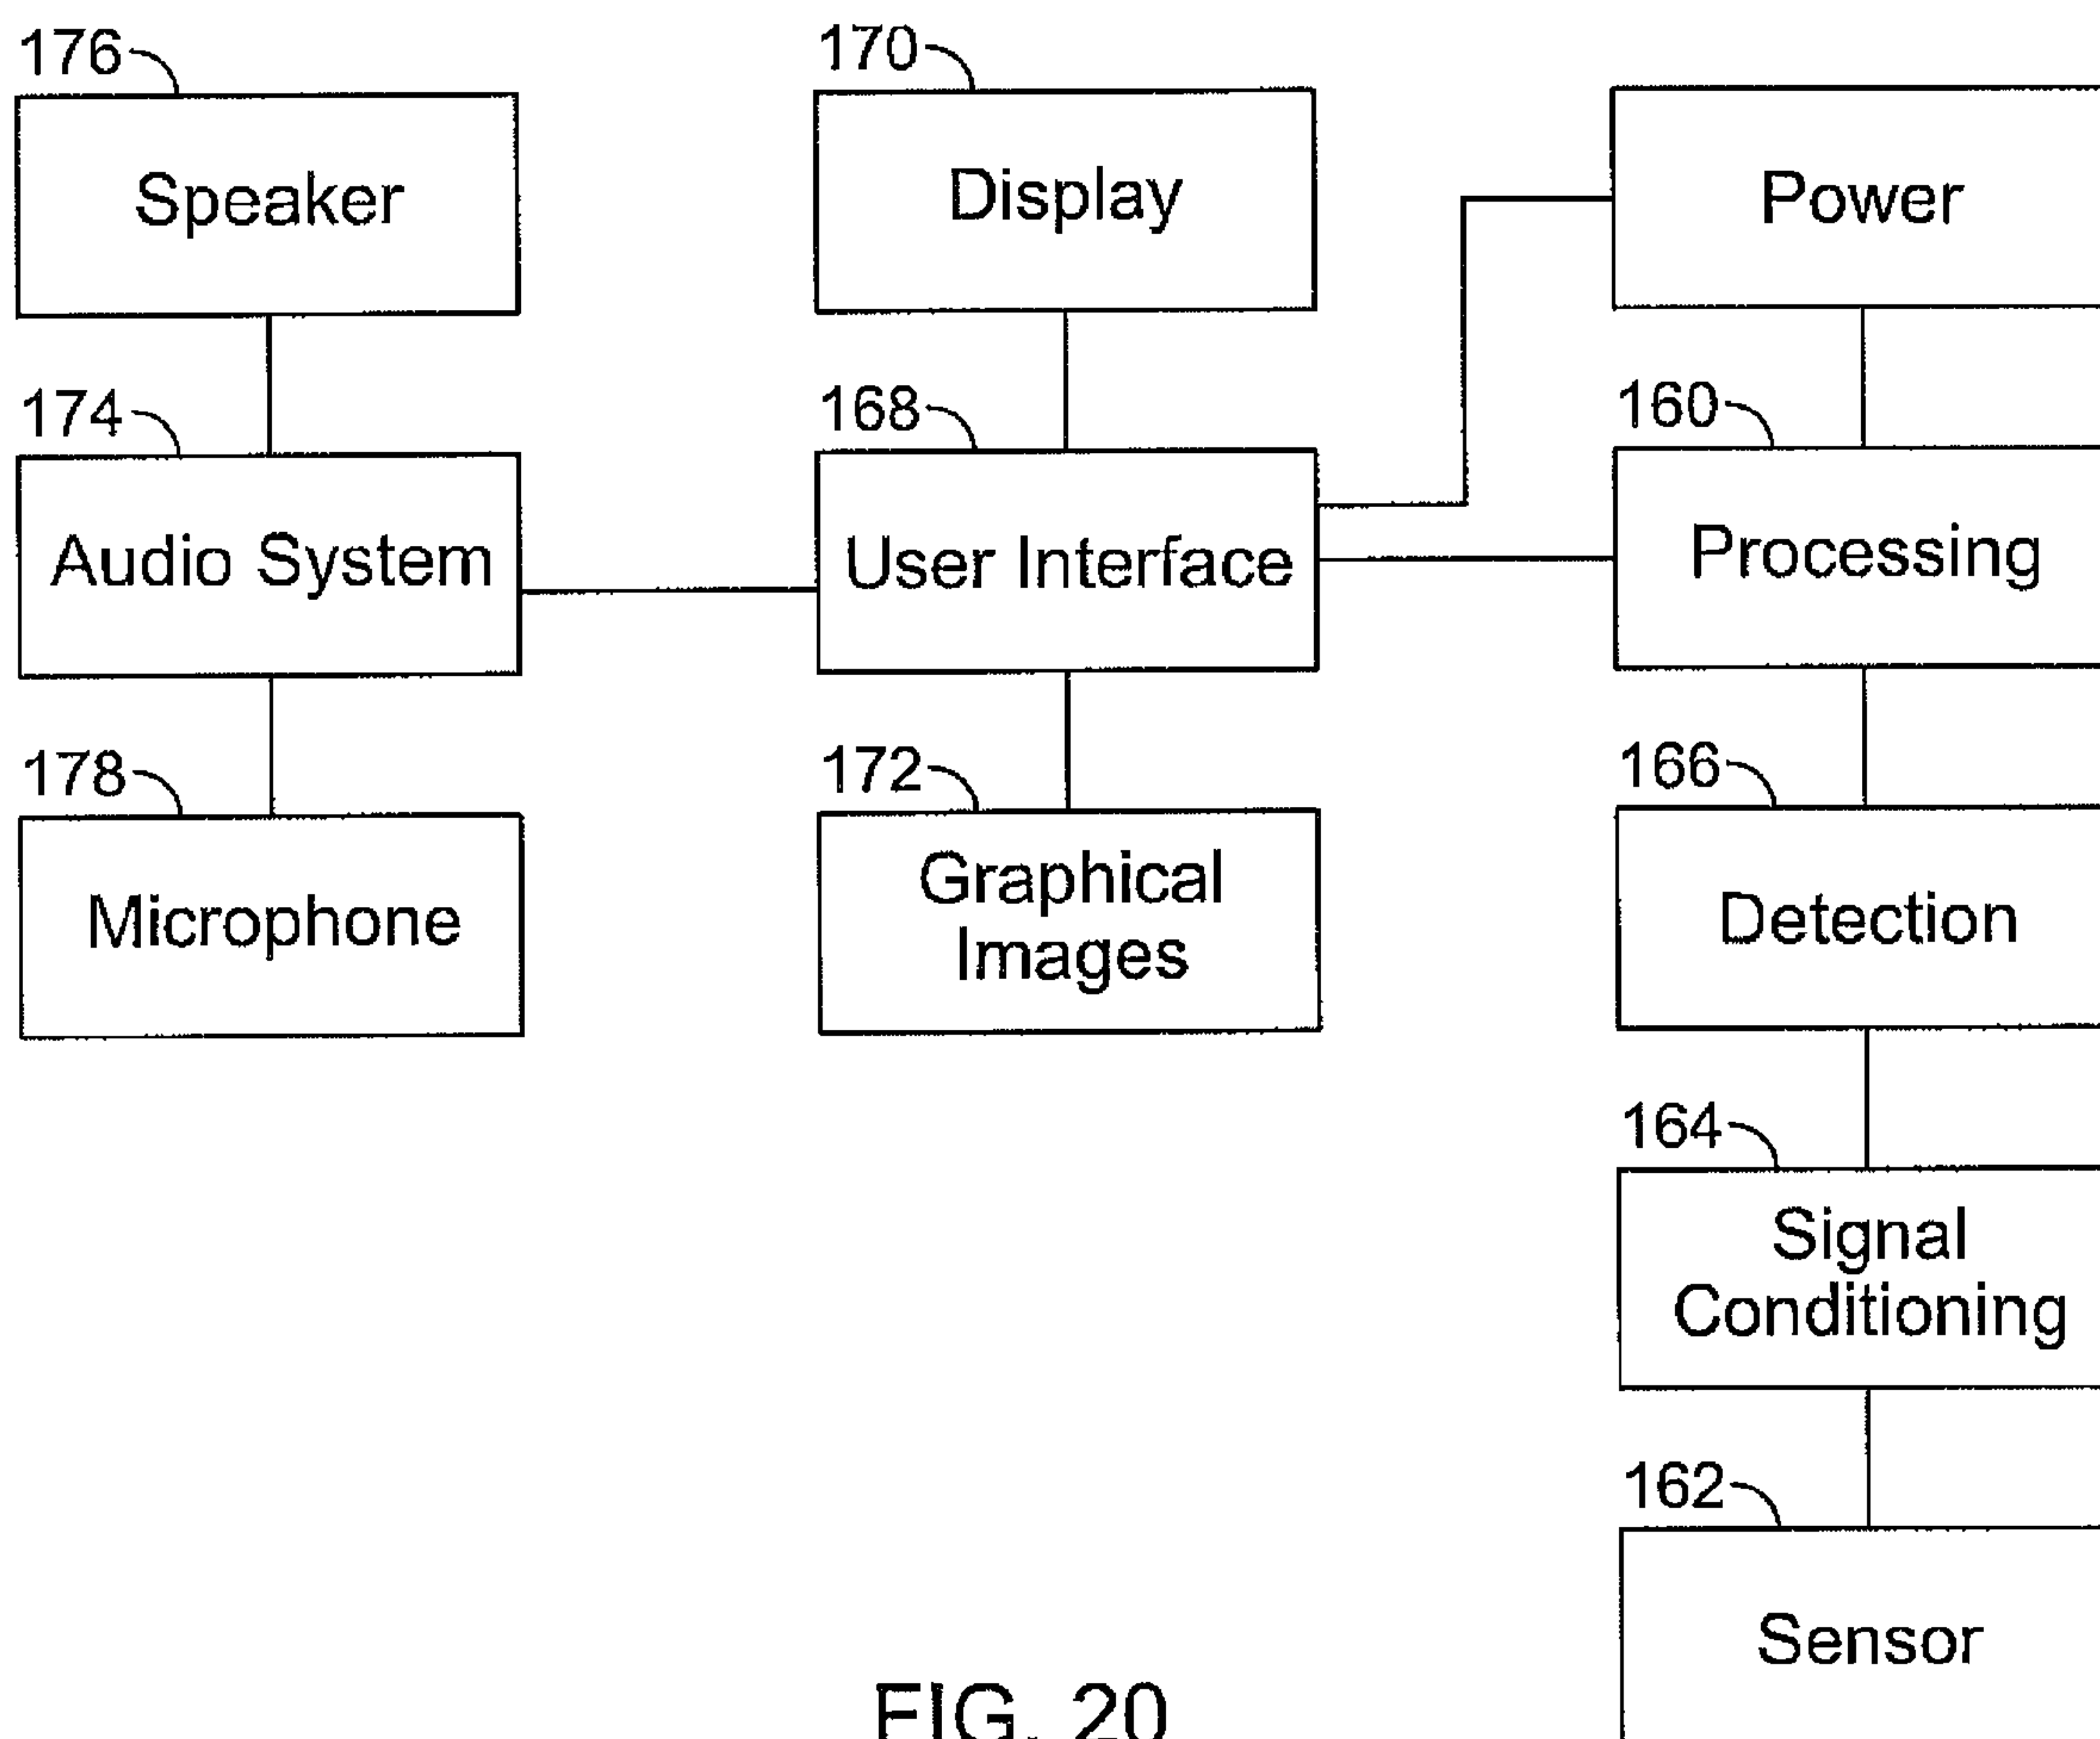 176
Speaker
174
Audio System
178
Microphone
170
Display
168
User Interface
172
Graphical
Images
Power
160
Processing
166
Detection
164
Signal
Conditioning
162
Sensor
FIG. 20